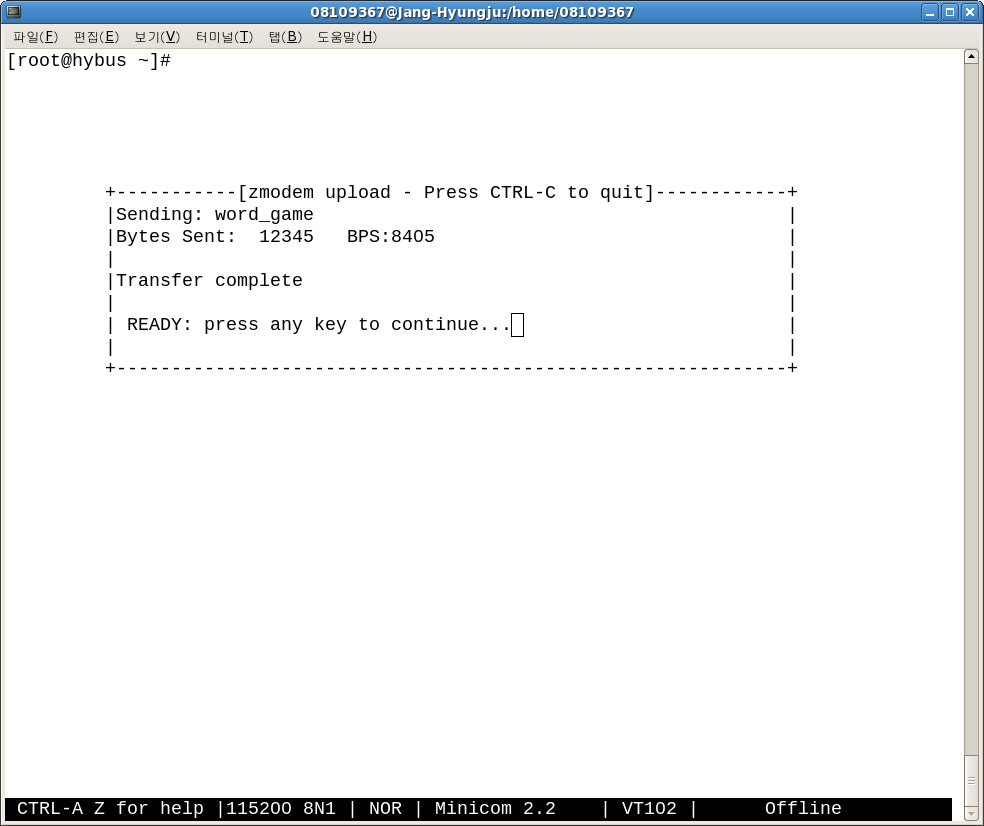 08109367@Jang-Hyungju:/home/08109367
파일(F) 편집(E) 보기(V) 터미널(T) 탭(B) 도움말(H)
[root@hybus ~]#
+-----------[zmodem upload - Press CTRL-C to quit]------------+
|Sending: word_game |
|Bytes Sent: 12345 BPS:8405 |
| |
|Transfer complete |
| |
| READY: press any key to continue... |
| |
+-------------------------------------------------------------+
CTRL-A Z for help |115200 8N1 | NOR | Minicom 2.2 | VT102 | Offline